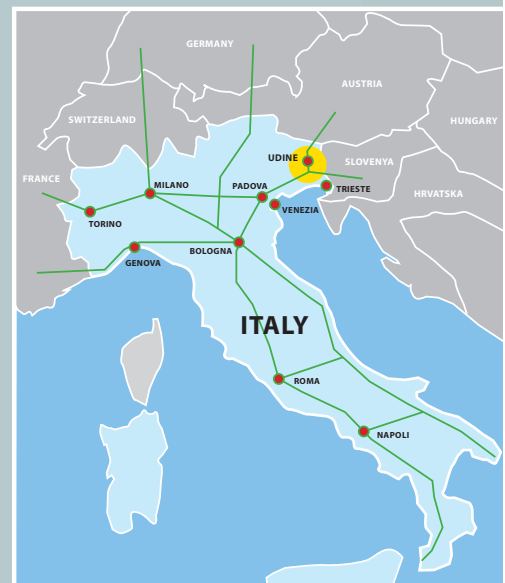 GERMANY
AUSTRIA
SWITZERLAND
HUNGARY
UDINE
SLOVENYA
FRANCE
MILANO
PADOVA
TRIESTE
HRVATSKA
VENEZIA
TORINO
BOLOGNA
GENOVA
ITALY
ROMA
NAPOLI